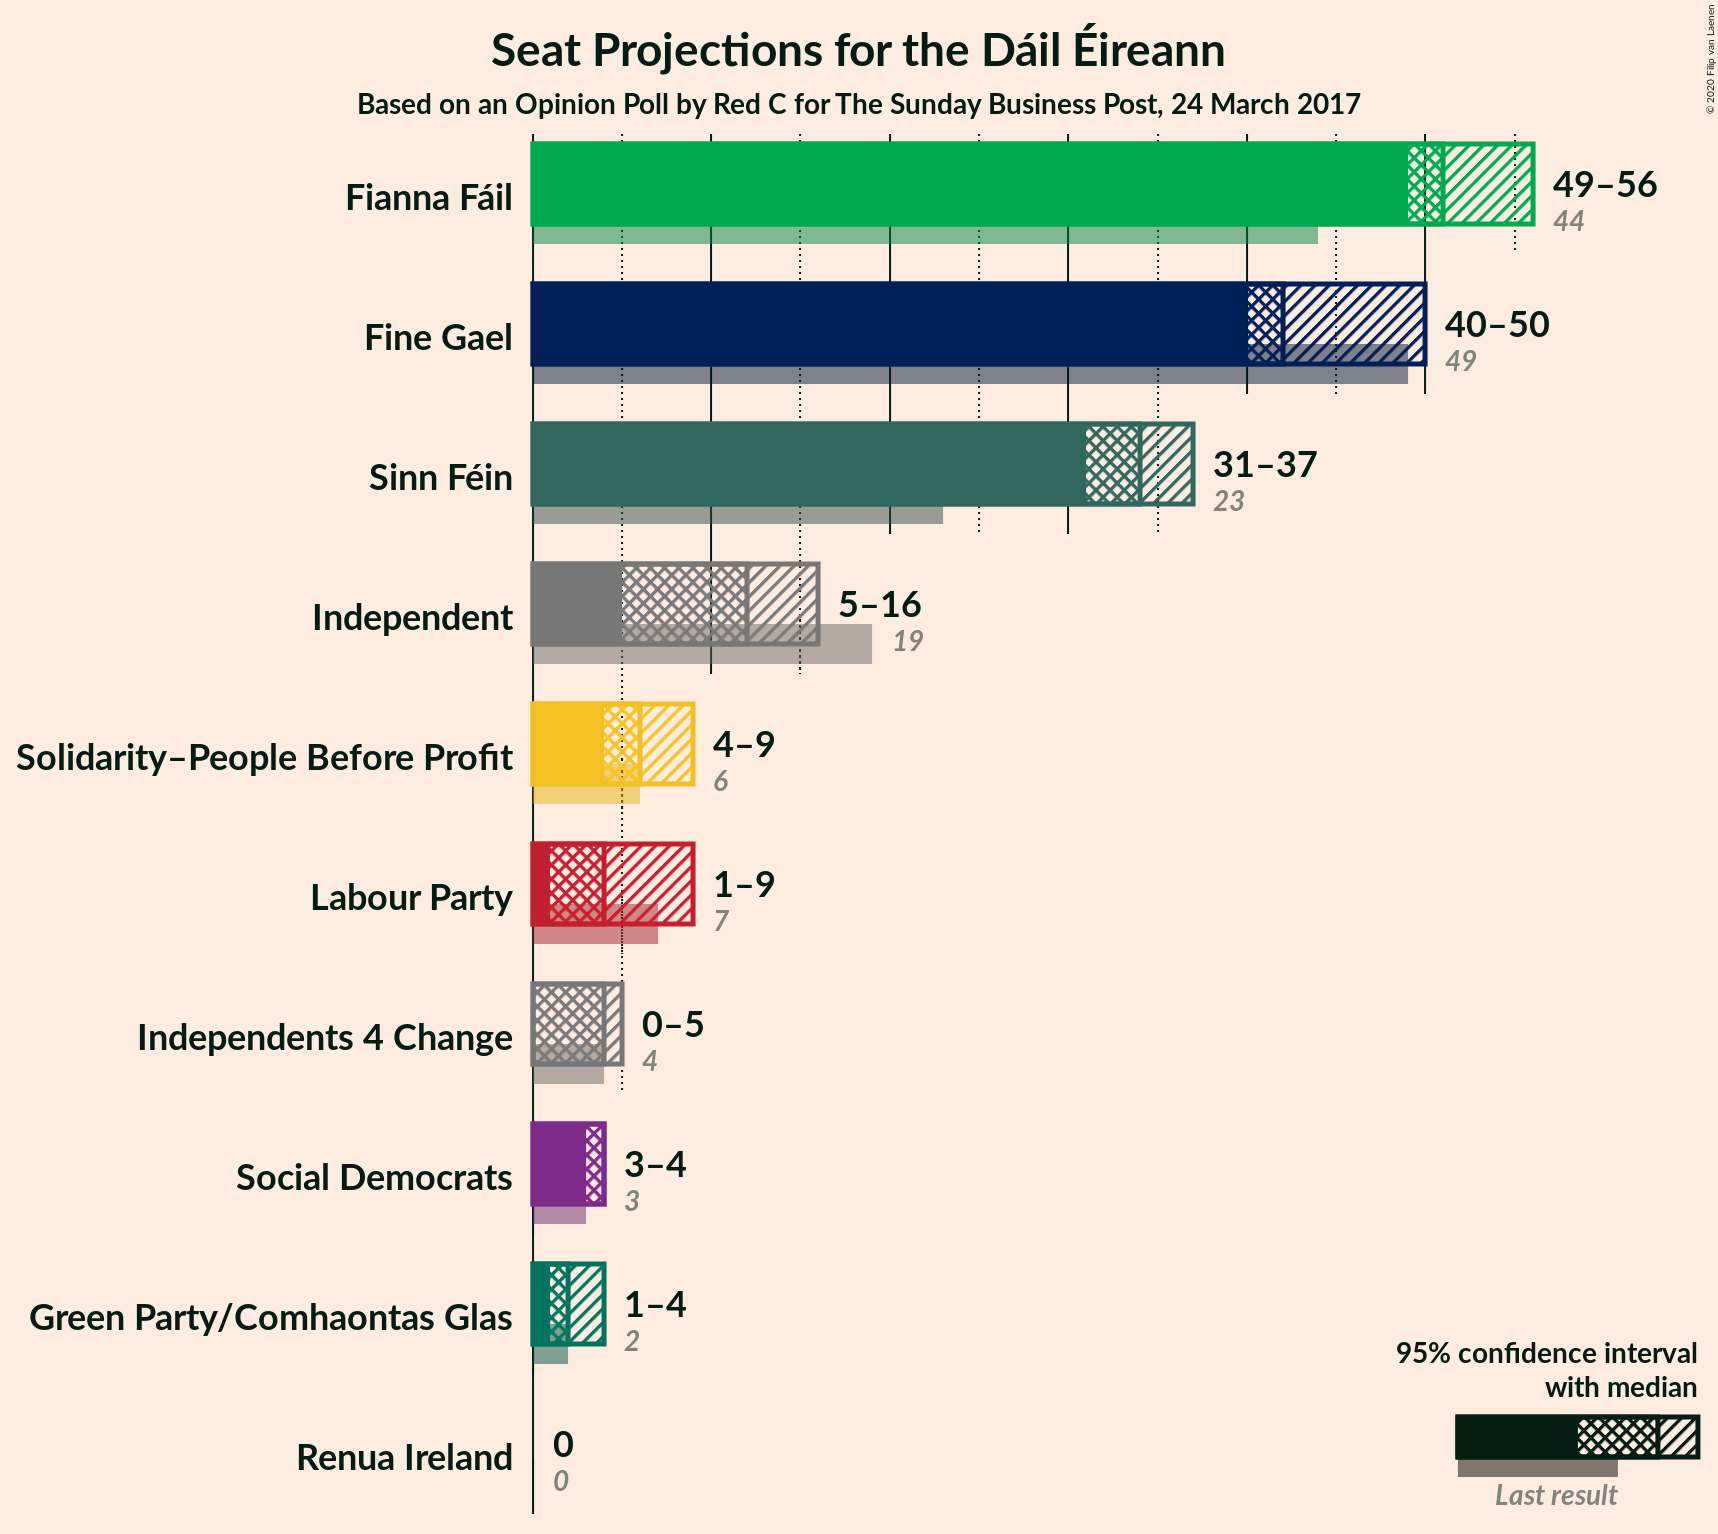 Seat Projections for the Dáil Éireann
Based on an Opinion Poll by Red C for The Sunday Business Post, 24 March 2017
© 2020 Filip van Laenen
Fianna Fáil
49–56
44
Fine Gael
40–50
49
Sinn Féin
31–37
23
Independent
5–16
19
Solidarity–People Before Profit
4–9
6
Labour Party
1–9
7
Independents 4 Change
0–5
4
Social Democrats
3–4
3
Green Party/Comhaontas Glas
1–4
2
Renua Ireland
0
0
95% confidence interval
with median
Last result